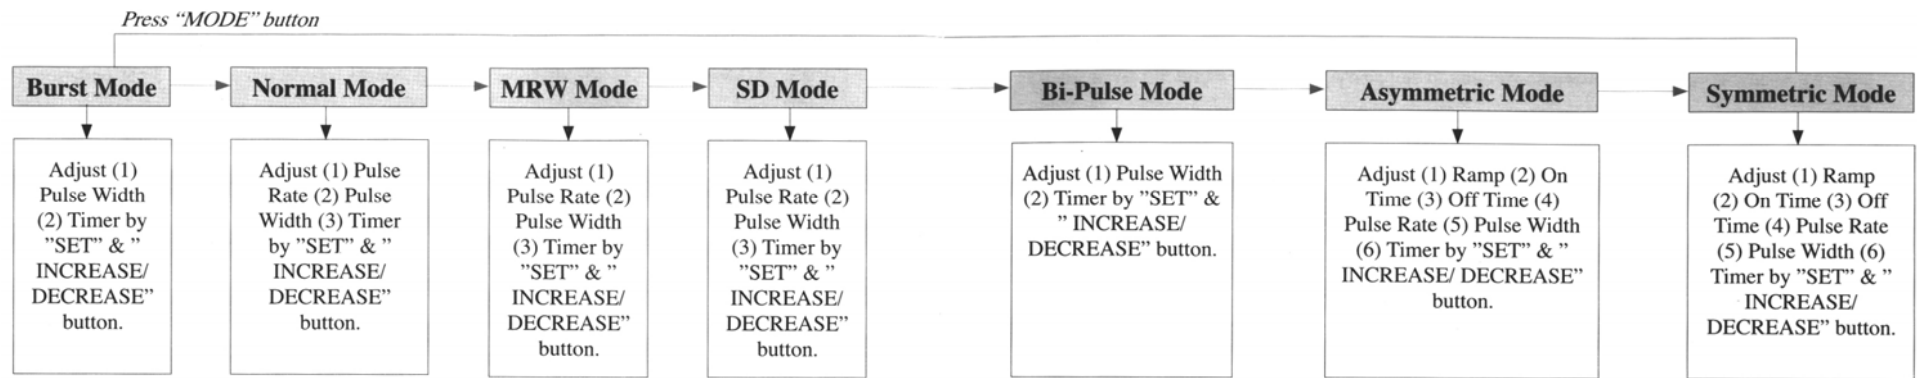 Press “MODE” button
Burst Mode
Normal Mode
MRW Mode
SD Mode
Bi-Pulse Mode
Asymmetric Mode
Symmetric Mode
Adjust (1)
Pulse Width
(2) Timer by
”SET” & ”
INCREASE/
DECREASE”
button.
Adjust (1) Pulse
Rate (2) Pulse
Width (3) Timer
by ”SET” & ”
INCREASE/
DECREASE”
button.
Adjust (1)
Pulse Rate (2)
Pulse Width
(3) Timer by
”SET” & ”
INCREASE/
DECREASE”
button.
Adjust (1)
Pulse Rate (2)
Pulse Width
(3) Timer by
”SET” & ”
INCREASE/
DECREASE”
button.
Adjust (1) Pulse Width
(2) Timer by ”SET” &
” INCREASE/
DECREASE” button.
Adjust (1) Ramp (2) On
Time (3) Off Time (4)
Pulse Rate (5) Pulse Width
(6) Timer by ”SET” & ”
INCREASE/ DECREASE”
button.
Adjust (1) Ramp
(2) On Time (3) Off
Time (4) Pulse Rate
(5) Pulse Width (6)
Timer by ”SET” & ”
INCREASE/
DECREASE” button.